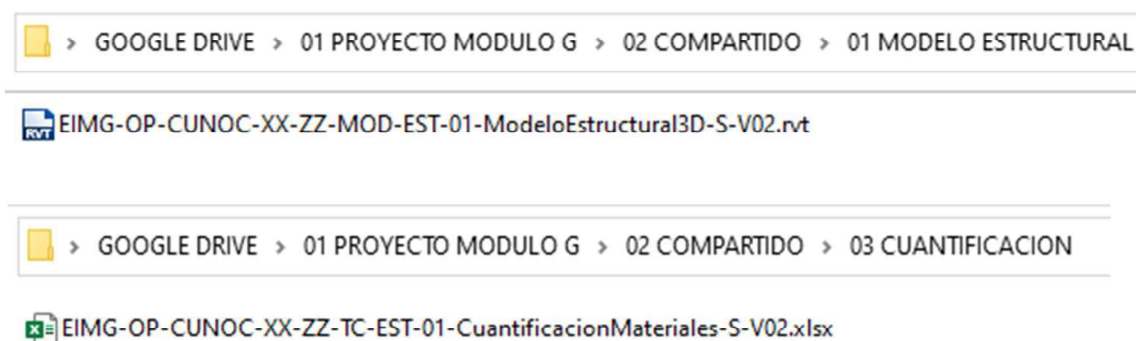 > GOOGLE DRIVE > 01 PROYECTO MODULO G > 02 COMPARTIDO > 01 MODELO ESTRUCTURAL
RVT EIMG-OP-CUNOC-XX-ZZ-MOD-EST-01-ModeloEstructural3D-S-V02.rvt
> GOOGLE DRIVE > 01 PROYECTO MODULO G > 02 COMPARTIDO > 03 CUANTIFICACION
EIMG-OP-CUNOC-XX-ZZ-TC-EST-01-CuantificacionMateriales-S-V02.xlsx